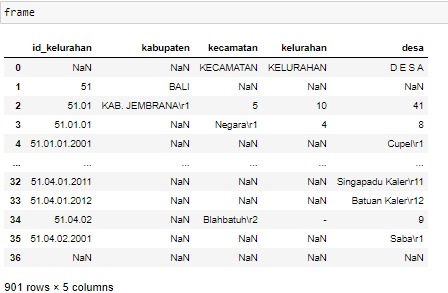 frame
id_kelurahan kabupaten kecamatan kelurahan desa
0 NaN NaN KECAMATAN KELURAHAN D E S A
1 51 BALI NaN NaN NaN
2 51.01 KAB. JEMBRANA\r1 5 10 41
3 51.01.01 NaN Negara\r1 4 8
4 51.01.01.2001 NaN NaN NaN Cupel\r1
... ... ... ... ... ...
32 51.04.01.2011 NaN NaN NaN Singapadu Kaler\r11
33 51.04.01.2012 NaN NaN NaN Batuan Kaler\r12
34 51.04.02 NaN Blahbatuh\r2 - 9
35 51.04.02.2001 NaN NaN NaN Saba\r1
36 NaN NaN NaN NaN NaN
901 rows × 5 columns